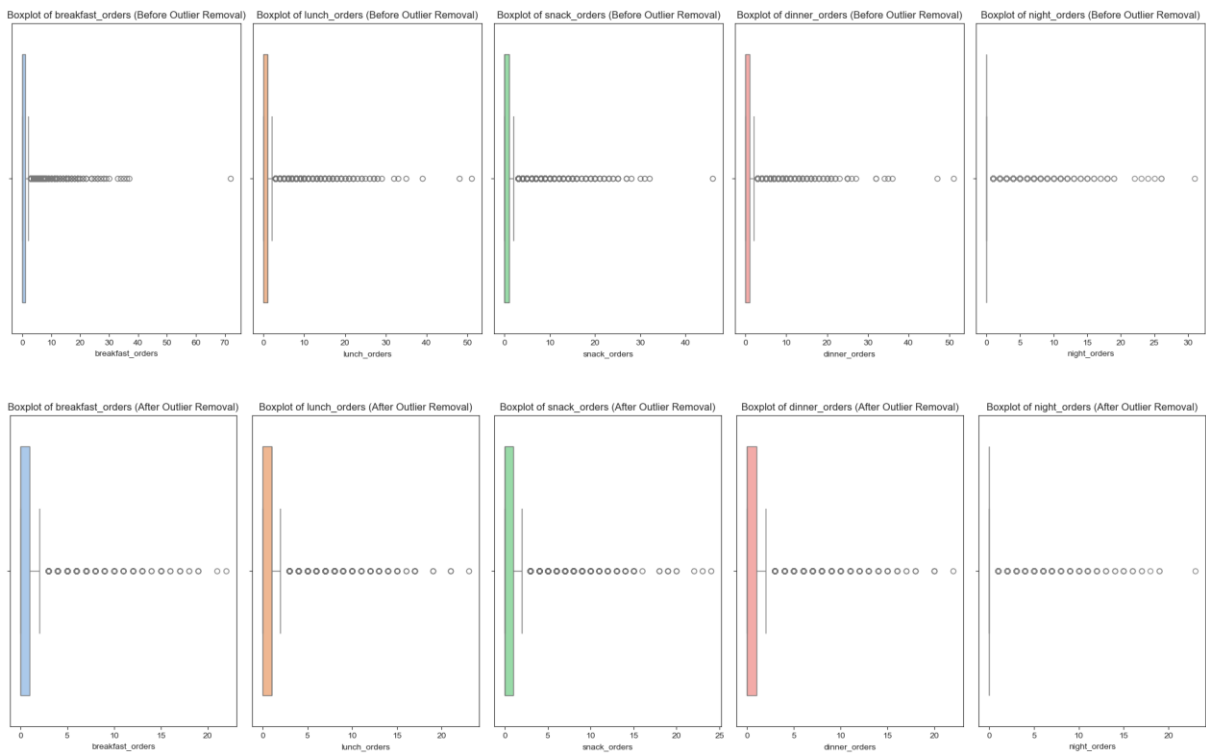 Boxplot of breakfast_orders (Before Outlier Removal)
Boxplot of lunch_orders (Before Outlier Removal)
Boxplot of snack_orders (Before Outlier Removal)
Boxplot of dinner_orders (Before Outlier Removal)
Boxplot of night_orders (Before Outlier Removal)
0 10 20 30 40 50 60 70
0 10 20 30 40 50
0 10 20 30 40
0 10 20 30 40 50
0 5 10 15 20 25 30
breakfast_orders
lunch_orders
snack_orders
dinner_orders
night_orders
Boxplot of breakfast_orders (After Outlier Removal)
Boxplot of lunch_orders (After Outlier Removal)
Boxplot of snack_orders (After Outlier Removal)
Boxplot of dinner_orders (After Outlier Removal)
Boxplot of night_orders (After Outlier Removal)
0 5 10 15 20
0 5 10 15 20
0 5 10 15 20 25
0 5 10 15 20
0 5 10 15 20
breakfast_orders
lunch_orders
snack_orders
dinner_orders
night_orders